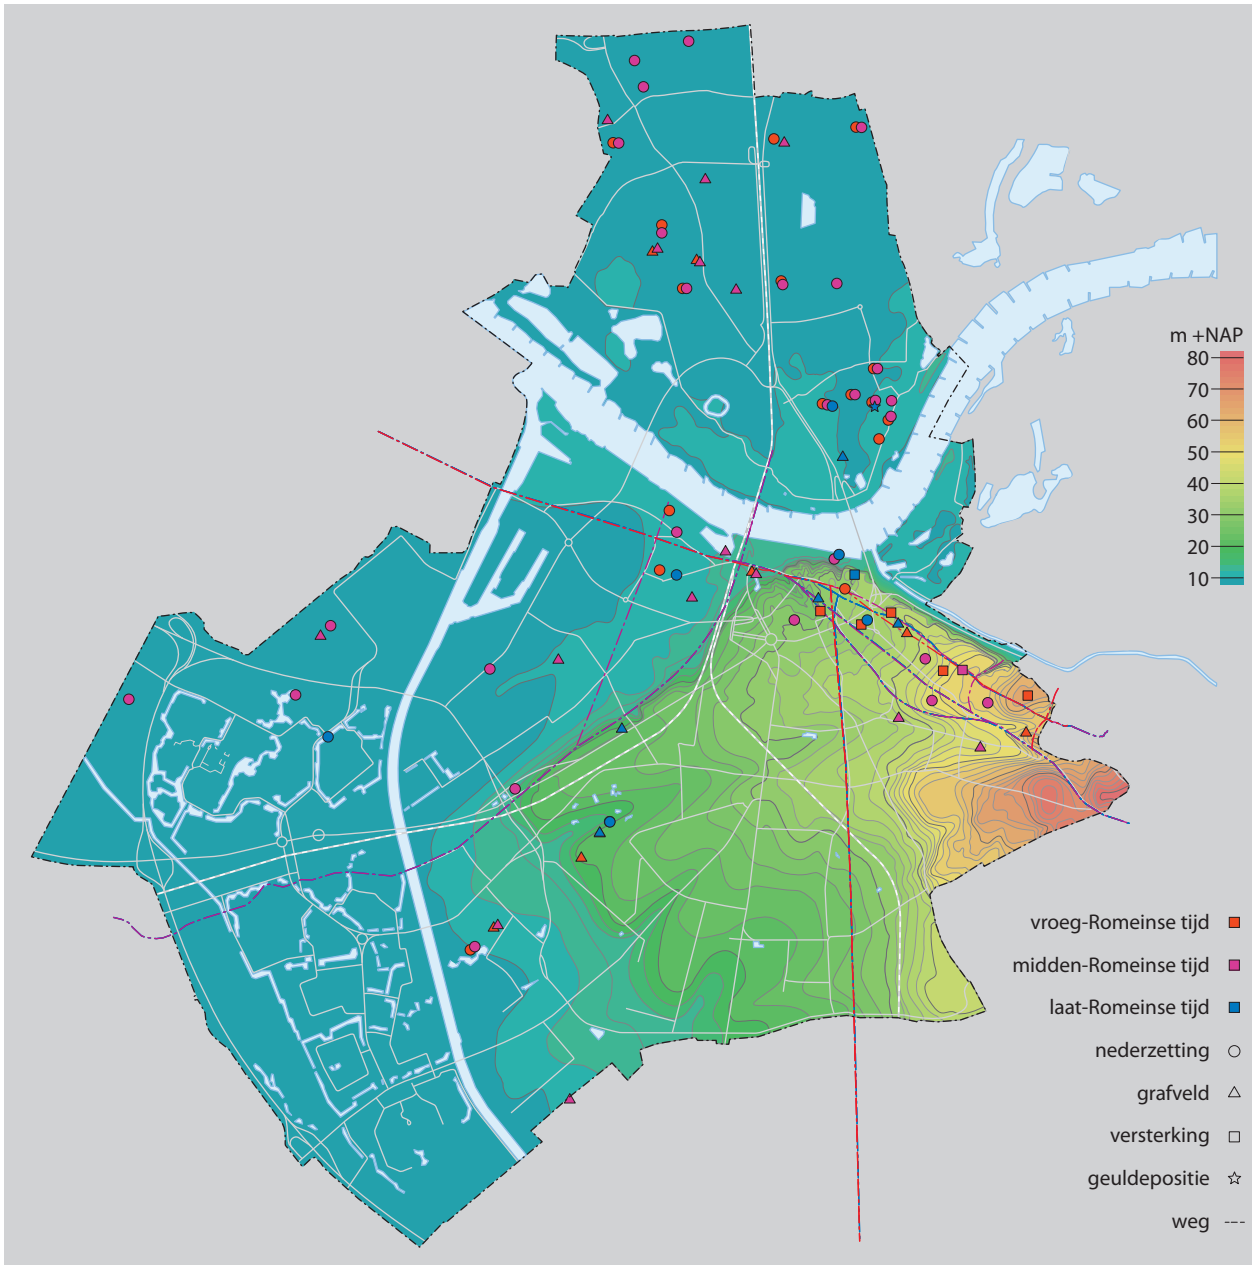 m +NAP
80
70
60
50
40
30
20
10
vroeg-Romeinse tijd
midden-Romeinse tijd
laat-Romeinse tijd
nederzetting
grafveld
versterking
geuldepositie
weg